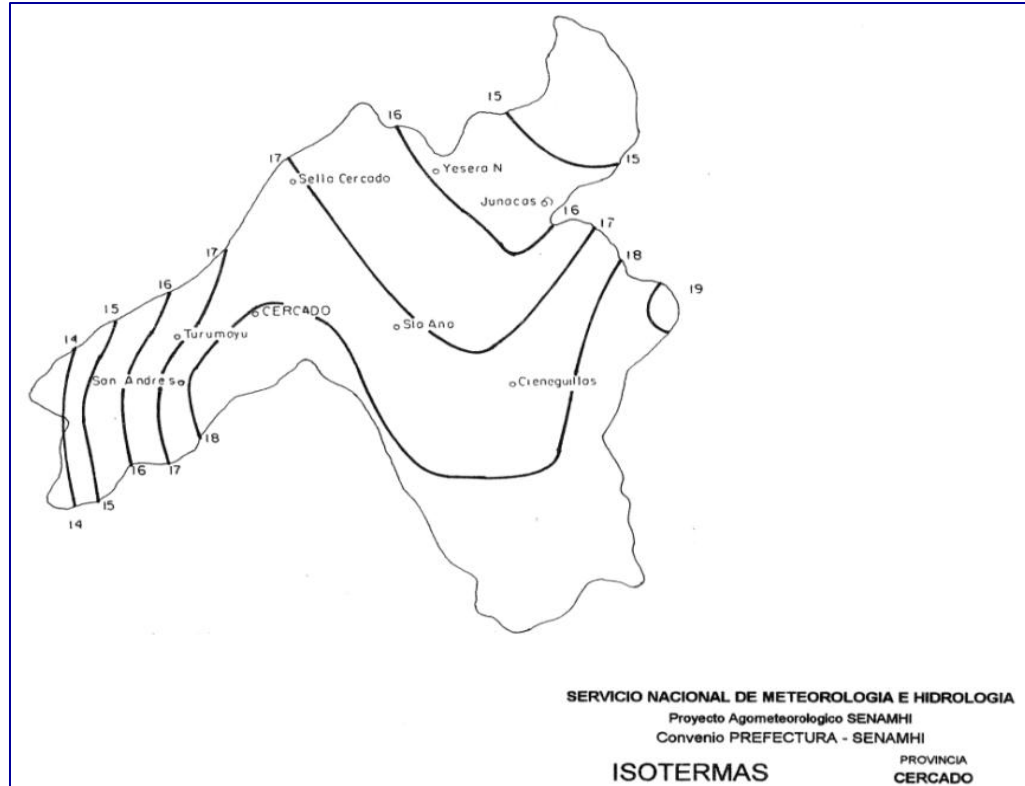 15
16
15
Yesera N
17
Sella Cercado
Junacas
16
17
17
18
16
19
15
CERCADO
Sta Ana
14
Turumayu
San Andres
Cieneguillas
18
16
17
15
14
SERVICIO NACIONAL DE METEOROLOGIA E HIDROLOGIA
Proyecto Agometeorologico SENAMHI
Convenio PREFECTURA - SENAMHI
PROVINCIA
ISOTERMAS
CERCADO